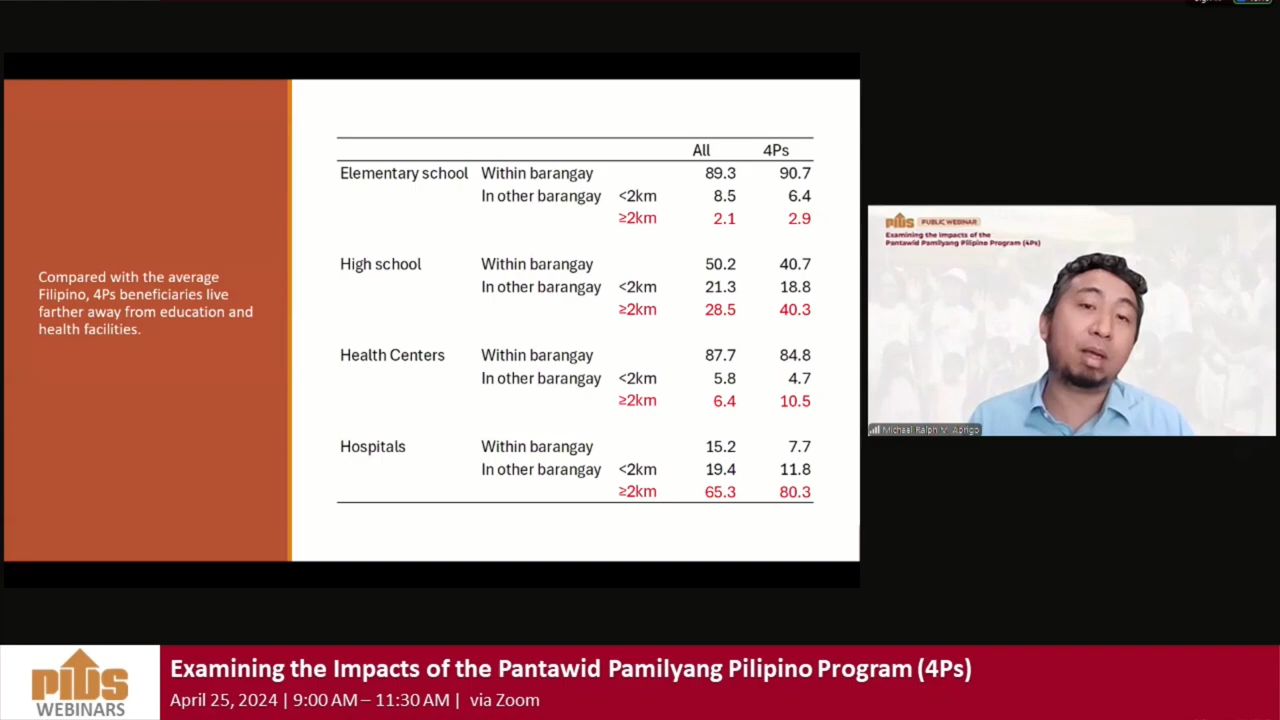 All 4Ps
Elementary school Within barangay 89.3 90.7
In other barangay <2km 8.5 6.4
≥2km 2.1 2.9
High school Within barangay 50.2 40.7
In other barangay <2km 21.3 18.8
≥2km 28.5 40.3
Health Centers Within barangay 87.7 84.8
In other barangay <2km 5.8 4.7
≥2km 6.4 10.5
Hospitals Within barangay 15.2 7.7
In other barangay <2km 19.4 11.8
≥2km 65.3 80.3
Compared with the average
Filipino, 4Ps beneficiaries live
farther away from education and
health facilities.
PIDS PUBLIC WEBINAR
Examining the Impacts of the
Pantawid Pamilyang Pilipino Program (4Ps)
Michael Ralph M. Abrigo
PIDS
WEBINARS
Examining the Impacts of the Pantawid Pamilyang Pilipino Program (4Ps)
April 25, 2024 | 9:00 AM – 11:30 AM | via Zoom